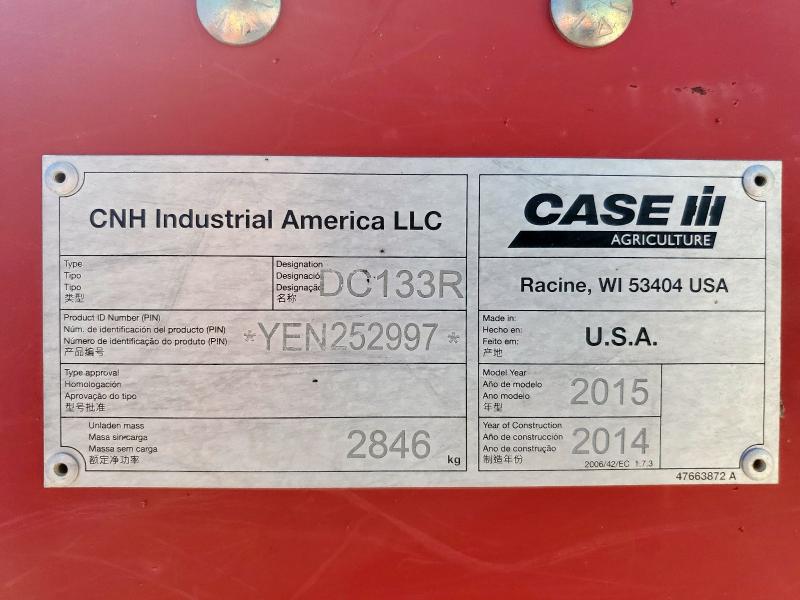 CNH Industrial America LLC
CASE IH
AGRICULTURE
Racine, WI 53404 USA
Type
Tipo
Tipo
类型
Designation
Designació
Designaçã
名称
DC133R
Product ID Number (PIN)
Núm. de identificación del producto (PIN)
Número de identificação do produto (PIN)
产品编号
*YEN252997*
Made in:
Hecho en:
Feito em:
产地
U.S.A.
Type approval
Homologación
Aprovação do tipo
型号批准
Model Year
Año de modelo
Ano modelo
年型
2015
Unladen mass
Masa sin carga
Massa sem carga
额定净功率
2846 kg
Year of Construction
Año de construcción
Ano de construção
制造年份
2014
2006/42/EC 1.7.3
47663872 A